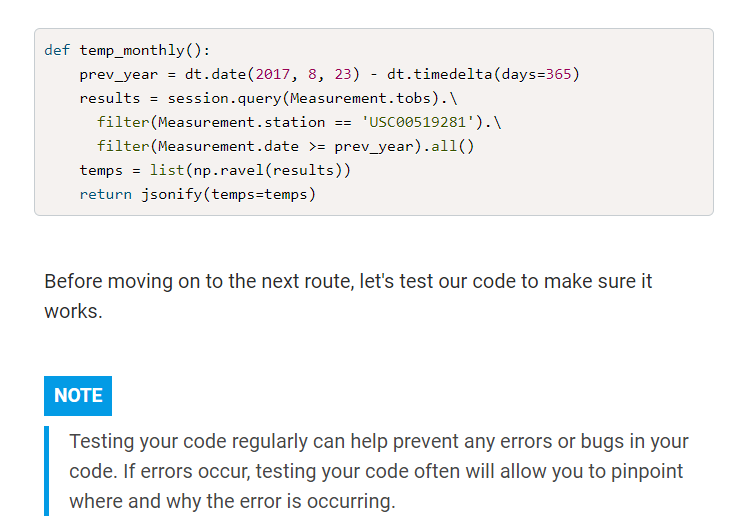 def temp_monthly():
    prev_year = dt.date(2017, 8, 23) - dt.timedelta(days=365)
    results = session.query(Measurement.tobs).\
      filter(Measurement.station == 'USC00519281').\
      filter(Measurement.date >= prev_year).all()
    temps = list(np.ravel(results))
    return jsonify(temps=temps)
Before moving on to the next route, let's test our code to make sure it
works.
NOTE
Testing your code regularly can help prevent any errors or bugs in your
code. If errors occur, testing your code often will allow you to pinpoint
where and why the error is occurring.